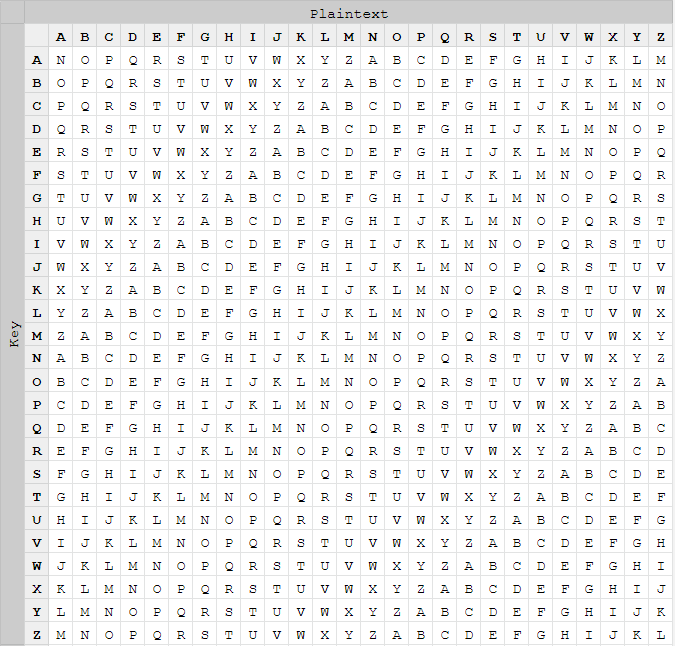 Plaintext
A B C D E F G H I J K L M N O P Q R S T U V W X Y Z
A N O P Q R S T U V W X Y Z A B C D E F G H I J K L M
B O P Q R S T U V W X Y Z A B C D E F G H I J K L M N
C P Q R S T U V W X Y Z A B C D E F G H I J K L M N O
D Q R S T U V W X Y Z A B C D E F G H I J K L M N O P
E R S T U V W X Y Z A B C D E F G H I J K L M N O P Q
F S T U V W X Y Z A B C D E F G H I J K L M N O P Q R
G T U V W X Y Z A B C D E F G H I J K L M N O P Q R S
H U V W X Y Z A B C D E F G H I J K L M N O P Q R S T
I V W X Y Z A B C D E F G H I J K L M N O P Q R S T U
J W X Y Z A B C D E F G H I J K L M N O P Q R S T U V
K X Y Z A B C D E F G H I J K L M N O P Q R S T U V W
L Y Z A B C D E F G H I J K L M N O P Q R S T U V W X
M Z A B C D E F G H I J K L M N O P Q R S T U V W X Y
N A B C D E F G H I J K L M N O P Q R S T U V W X Y Z
O B C D E F G H I J K L M N O P Q R S T U V W X Y Z A
P C D E F G H I J K L M N O P Q R S T U V W X Y Z A B
Q D E F G H I J K L M N O P Q R S T U V W X Y Z A B C
R E F G H I J K L M N O P Q R S T U V W X Y Z A B C D
S F G H I J K L M N O P Q R S T U V W X Y Z A B C D E
T G H I J K L M N O P Q R S T U V W X Y Z A B C D E F
U H I J K L M N O P Q R S T U V W X Y Z A B C D E F G
V I J K L M N O P Q R S T U V W X Y Z A B C D E F G H
W J K L M N O P Q R S T U V W X Y Z A B C D E F G H I
X K L M N O P Q R S T U V W X Y Z A B C D E F G H I J
Y L M N O P Q R S T U V W X Y Z A B C D E F G H I J K
Z M N O P Q R S T U V W X Y Z A B C D E F G H I J K L
Key